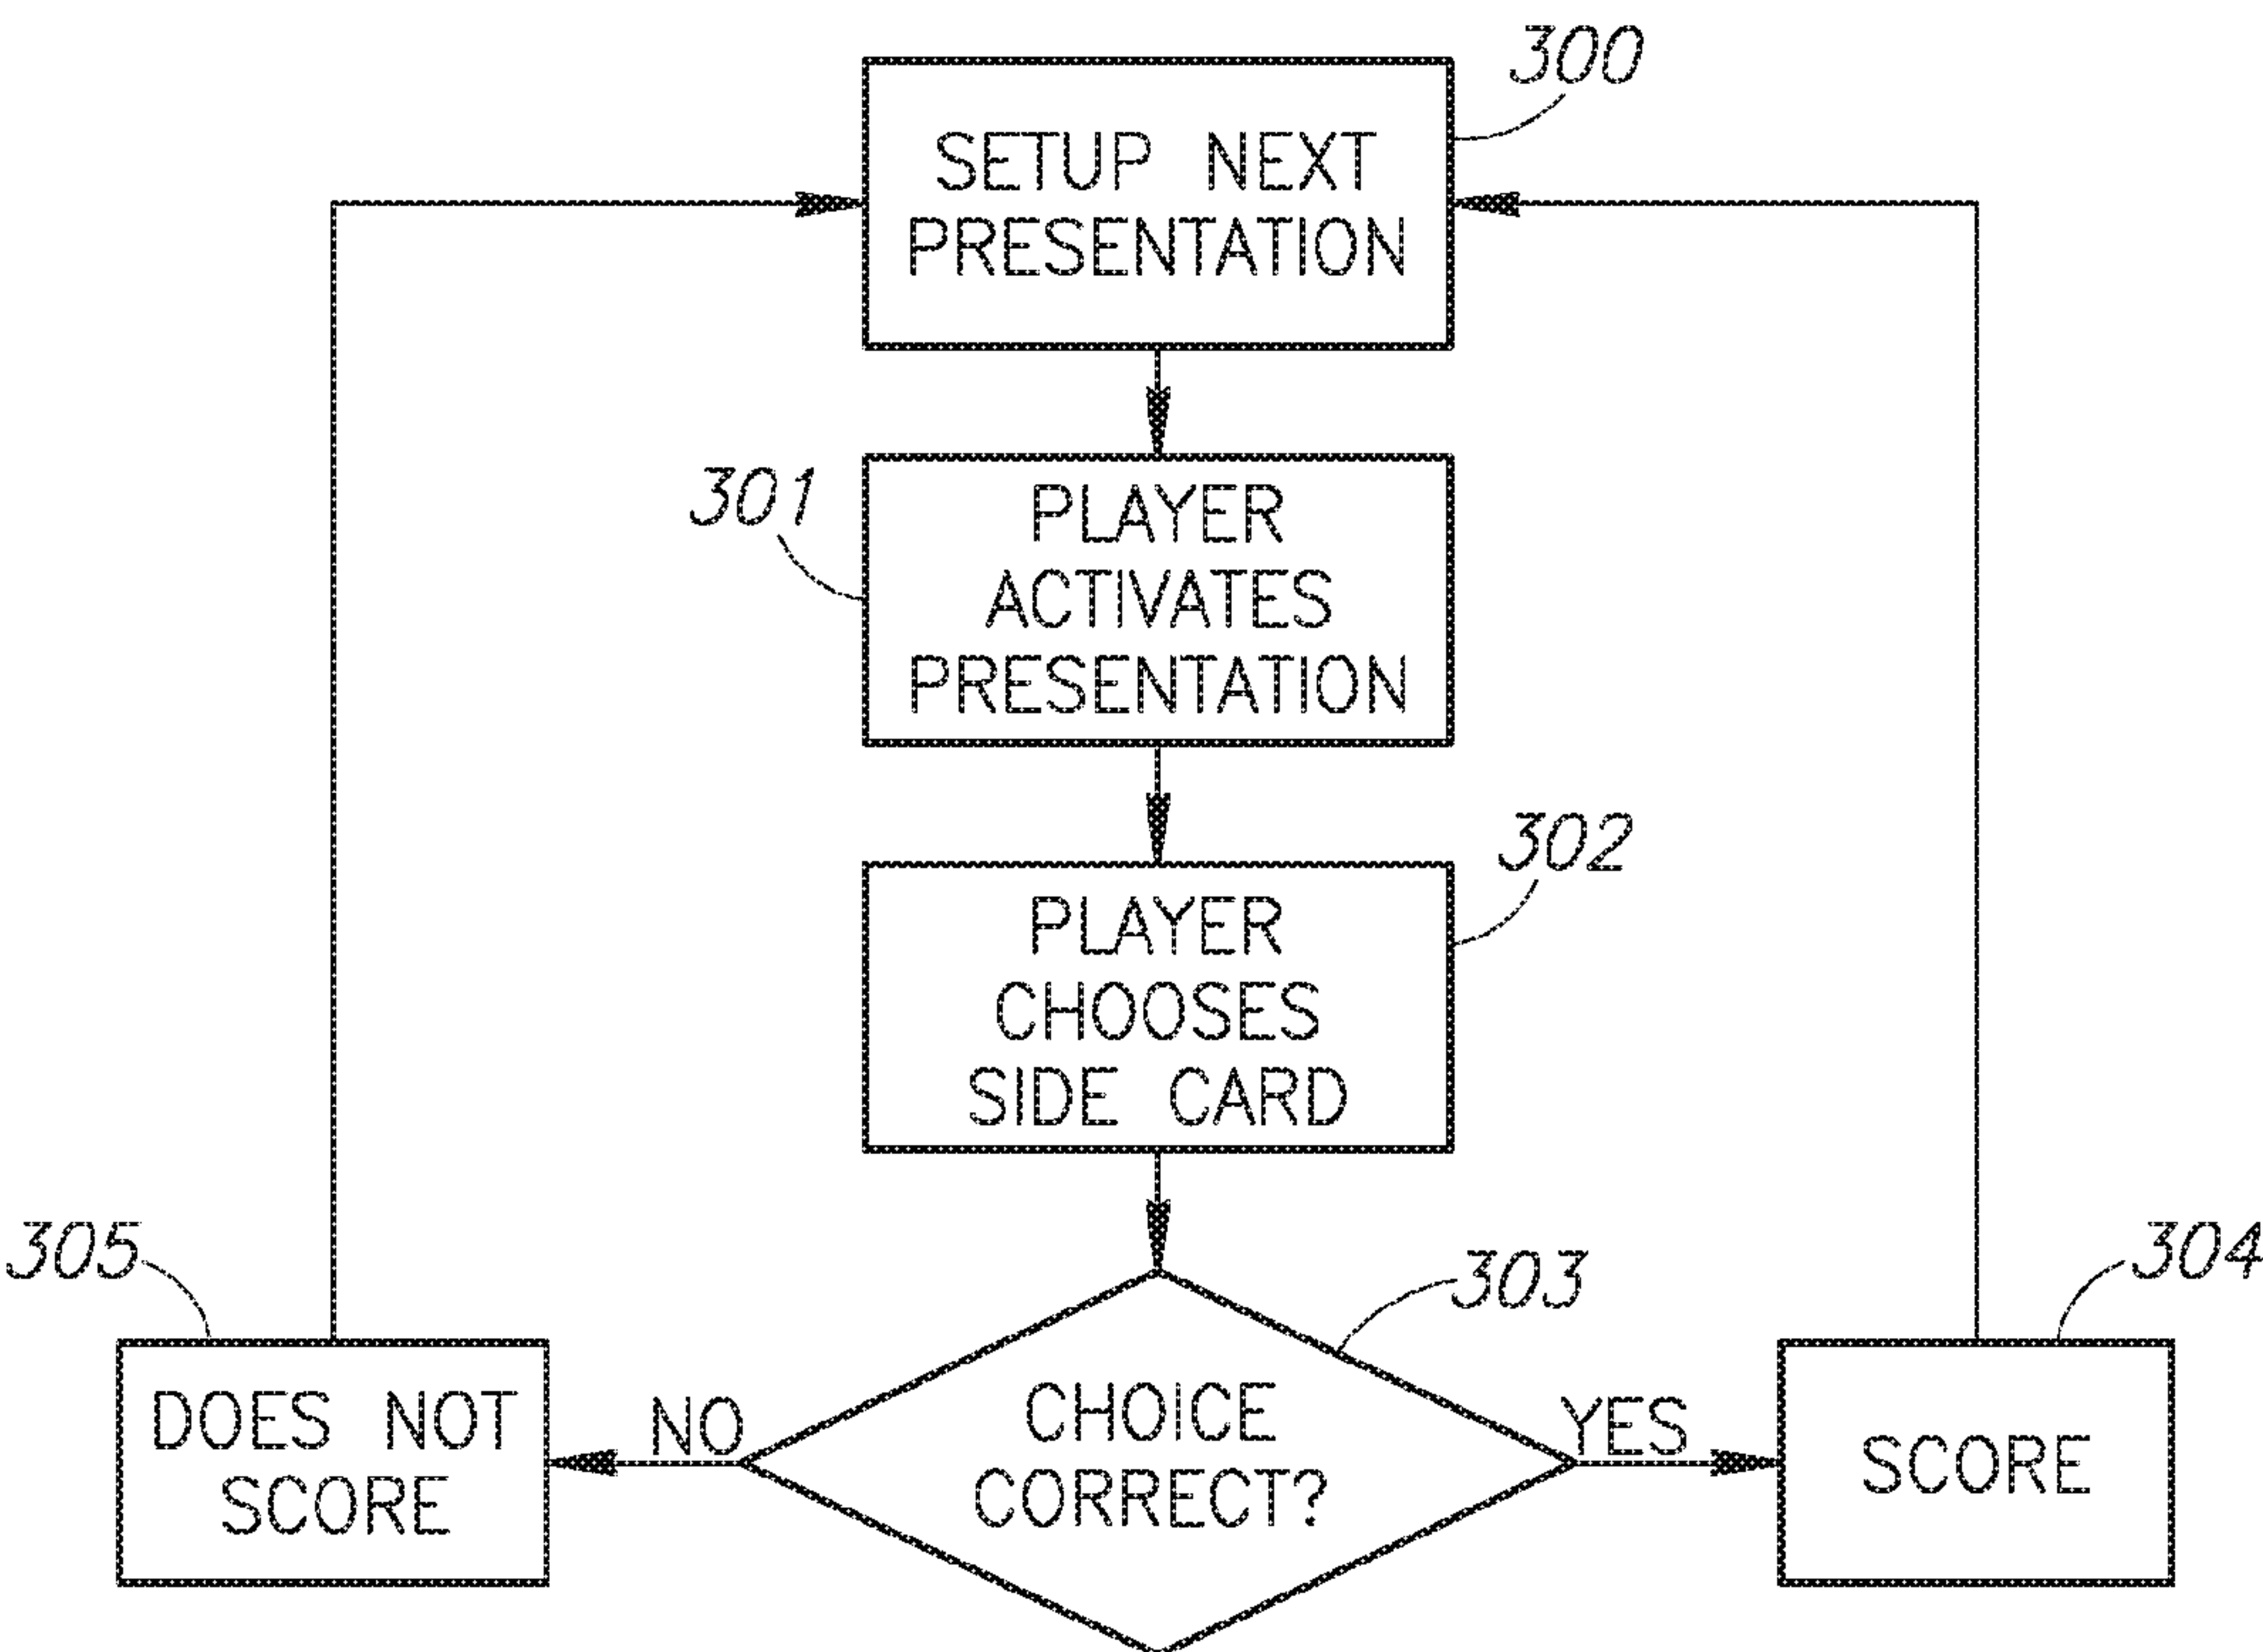 300
SETUP NEXT
PRESENTATION
301
PLAYER
ACTIVATES
PRESENTATION
302
PLAYER
CHOOSES
SIDE CARD
303
CHOICE
CORRECT?
NO
YES
305
DOES NOT
SCORE
304
SCORE